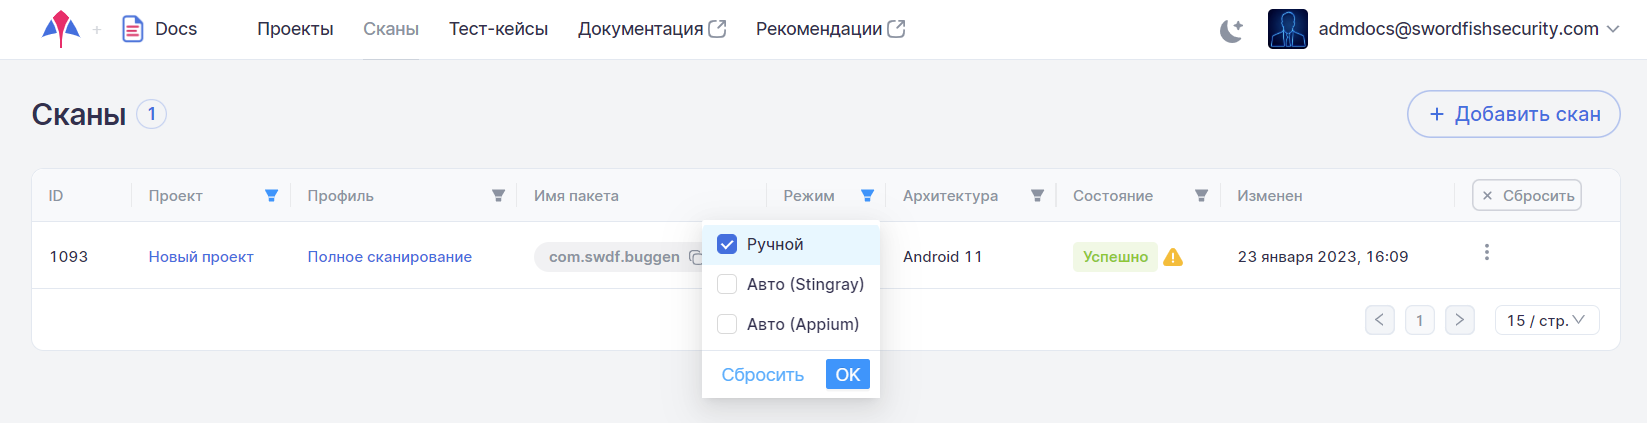 Docs Проекты Сканы Тест-кейсы Документация Рекомендации admdocs@swordfishsecurity.com
Сканы 1 + Добавить скан
ID Проект Профиль Имя пакета Режим Архитектура Состояние Изменен × Сбросить
1093 Новый проект Полное сканирование com.swdf.buggen Android 11 Успешно 23 января 2023, 16:09
Ручной
Авто (Stingray)
Авто (Appium)
Сбросить OK
< 1 > 15 / стр.